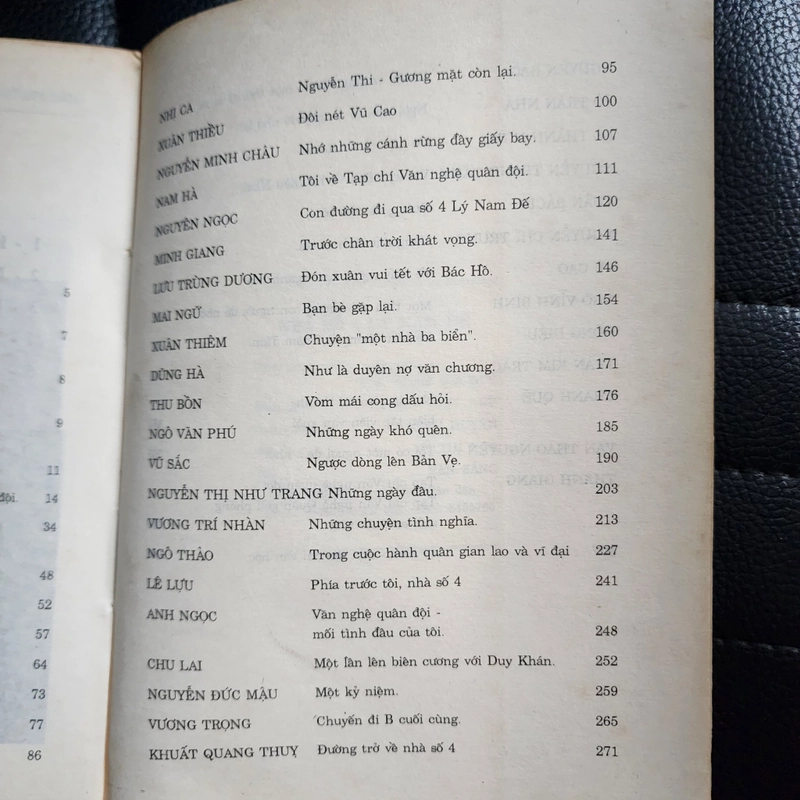 NHỊ CA Nguyễn Thi - Gương mặt còn lại. 95
XUÂN THIỀU Đôi nét Vũ Cao 100
NGUYỄN MINH CHÂU Nhớ những cánh rừng đầy giấy bay. 107
NAM HÀ Tôi về Tạp chí Văn nghệ quân đội. 111
NGUYÊN NGỌC Con đường đi qua số 4 Lý Nam Đế 120
MINH GIANG Trước chân trời khát vọng. 141
LƯU TRÙNG DƯƠNG Đón xuân vui tết với Bác Hồ. 146
MAI NGỮ Bạn bè gặp lại. 154
XUÂN THIÊM Chuyện "một nhà ba biển". 160
DŨNG HÀ Như là duyên nợ văn chương. 171
THU BỒN Vòm mái cong dấu hỏi. 176
NGÔ VĂN PHÚ Những ngày khó quên. 185
VŨ SẮC Ngược dòng lên Bản Vẹ. 190
NGUYỄN THỊ NHƯ TRANG Những ngày đầu. 203
VƯƠNG TRÍ NHÀN Những chuyện tình nghĩa. 213
NGÔ THẢO Trong cuộc hành quân gian lao và vĩ đại 227
LÊ LỰU Phía trước tôi, nhà số 4 241
ANH NGỌC Văn nghệ quân đội -
mối tình đầu của tôi. 248
CHU LAI Một lần lên biên cương với Duy Khán. 252
NGUYỄN ĐỨC MẬU Một kỷ niệm. 259
VƯƠNG TRỌNG Chuyến đi B cuối cùng. 265
KHUẤT QUANG THUỴ Đường trở về nhà số 4 271
5
7
8
9
11
đội. 14
34
48
52
57
64
73
77
86